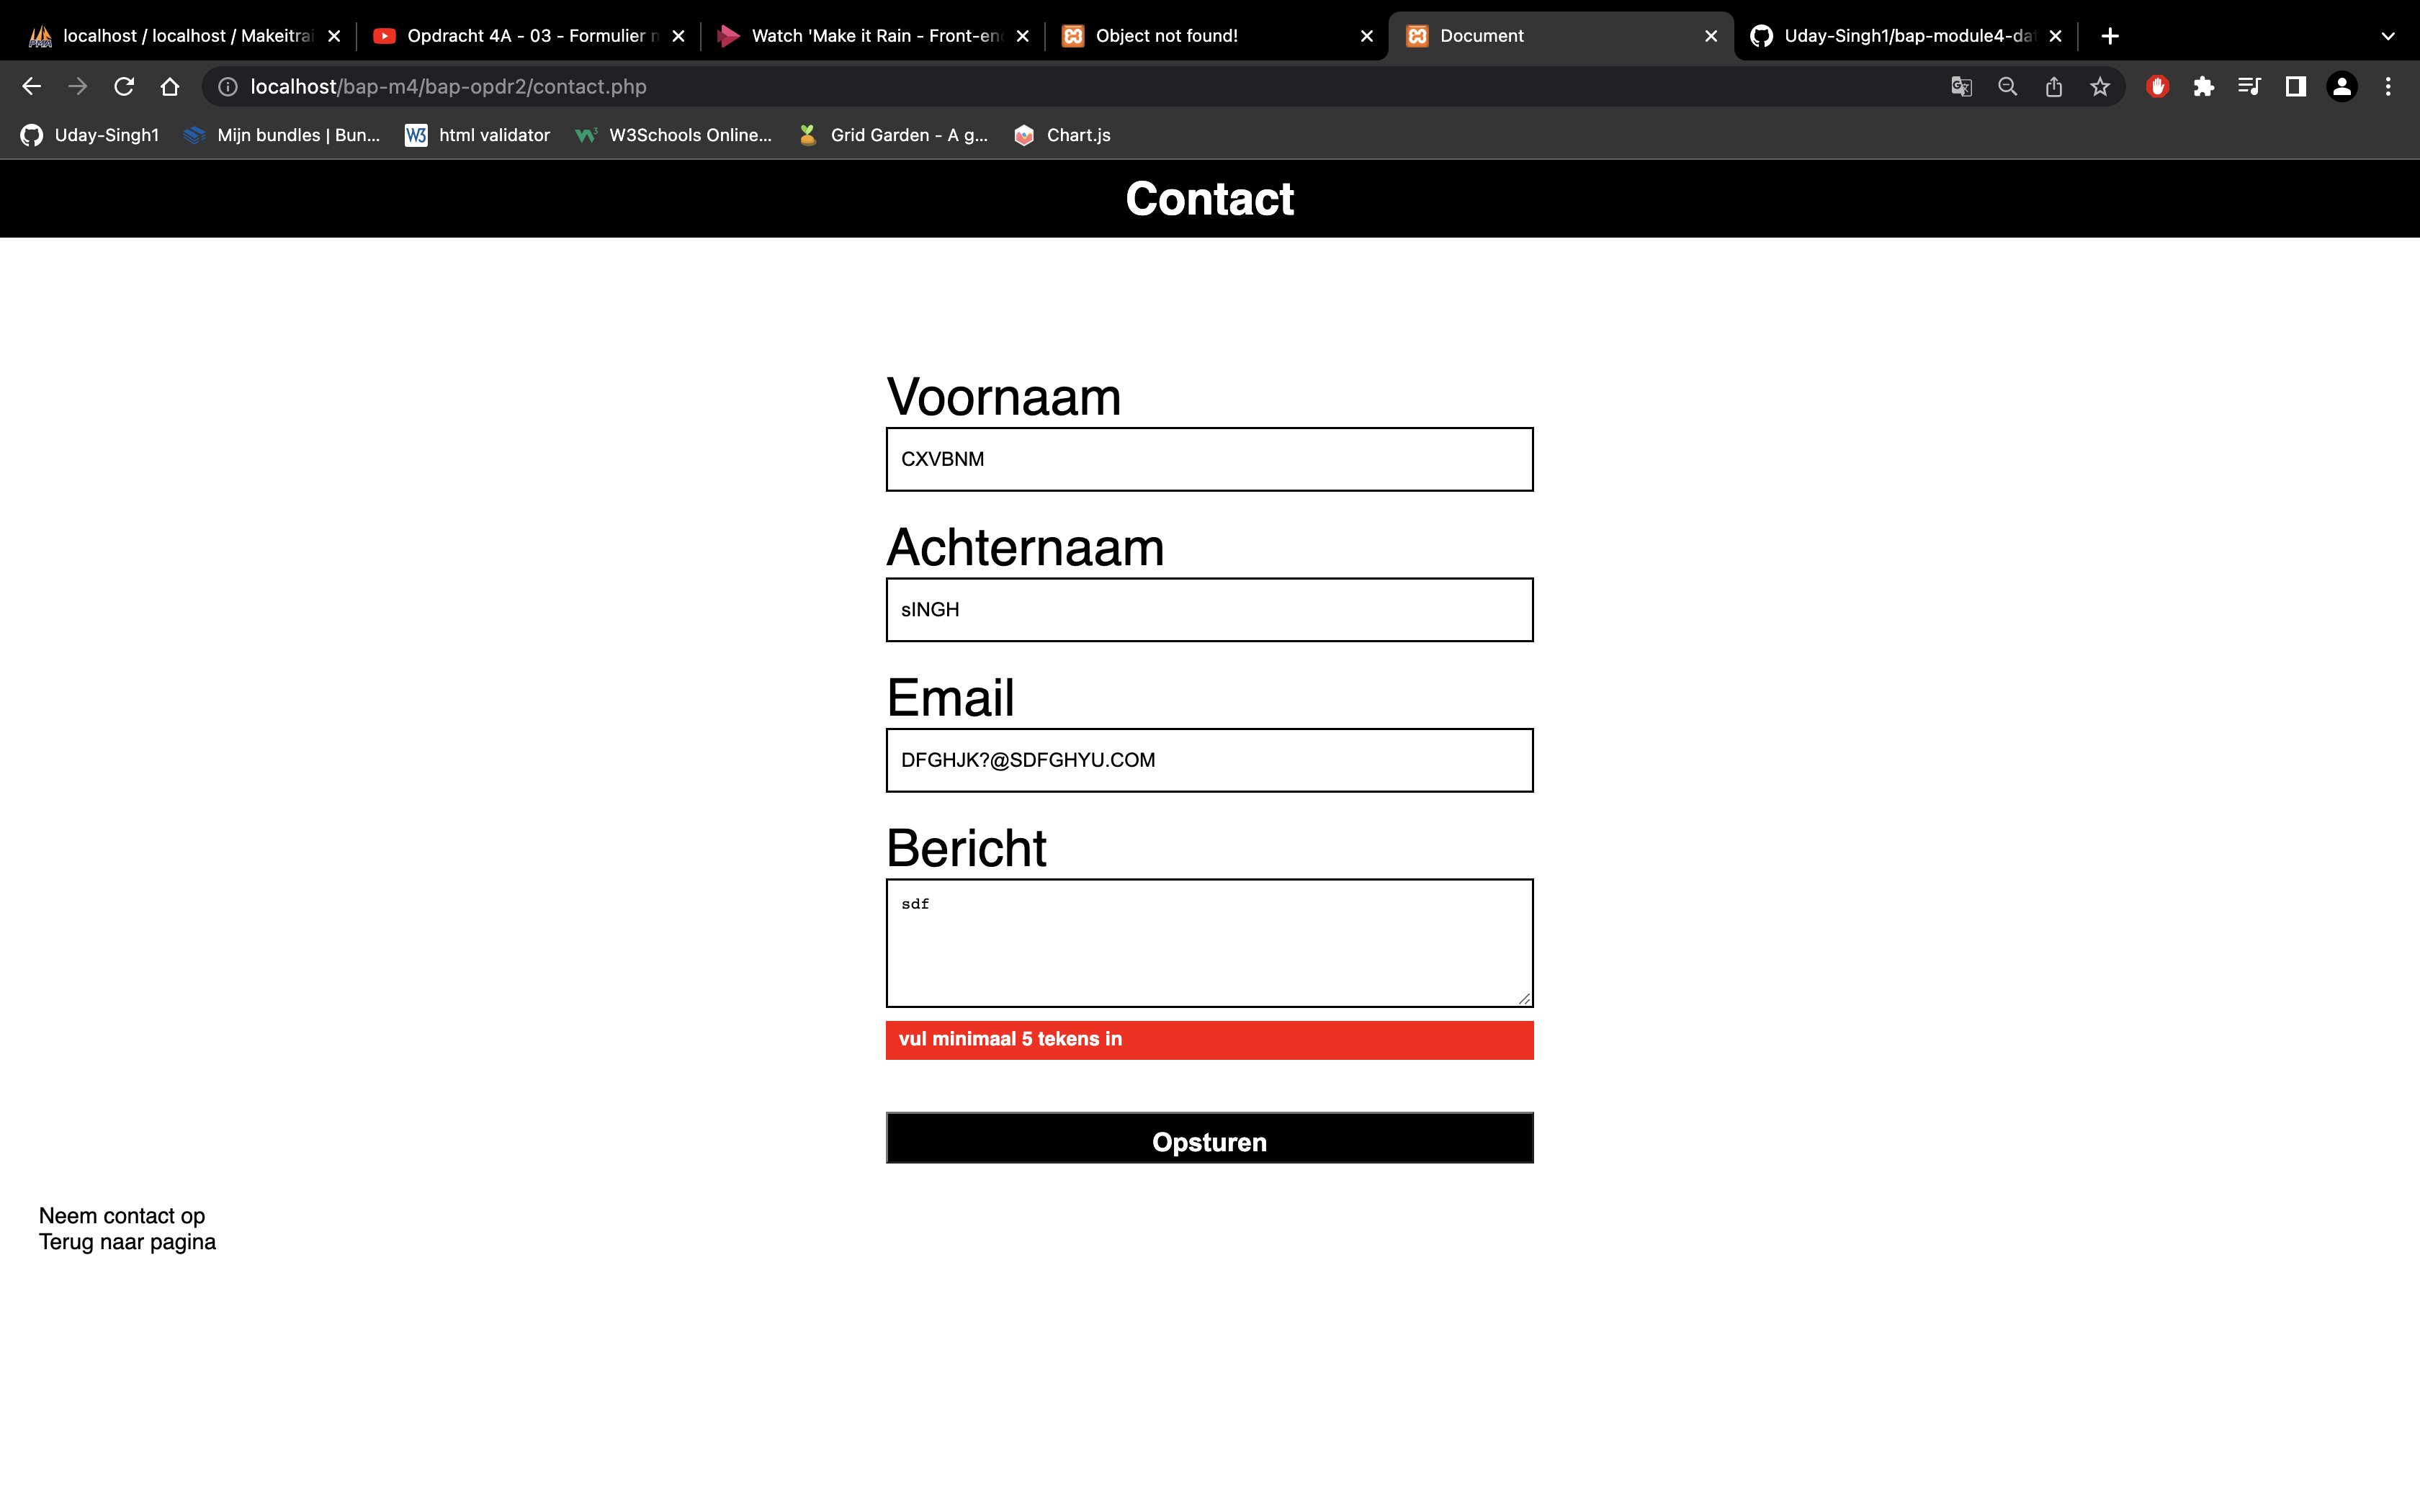 localhost / localhost / Makeitrai
Opdracht 4A - 03 - Formulier m
Watch 'Make it Rain - Front-end
Object not found!
Document
Uday-Singh1/bap-module4-dat
localhost/bap-m4/bap-opdr2/contact.php
Uday-Singh1
Mijn bundles | Bun...
html validator
W3Schools Online...
Grid Garden - A g...
Chart.js
Contact
Voornaam
CXVBNM
Achternaam
sINGH
Email
DFGHJK?@SDFGHYU.COM
Bericht
sdf
vul minimaal 5 tekens in
Opsturen
Neem contact op
Terug naar pagina